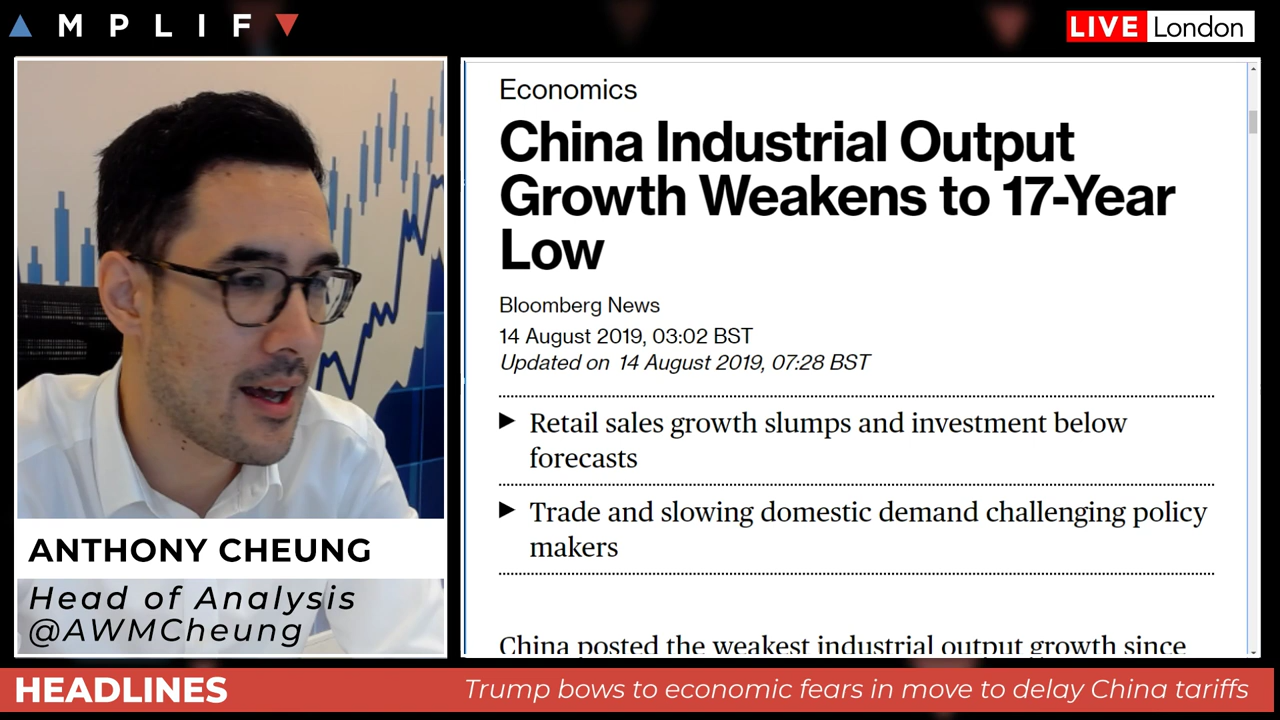 ▲ M P L I F ▼
LIVE London
Economics
China Industrial Output
Growth Weakens to 17-Year
Low
Bloomberg News
14 August 2019, 03:02 BST
Updated on 14 August 2019, 07:28 BST
▶ Retail sales growth slumps and investment below
forecasts
▶ Trade and slowing domestic demand challenging policy
makers
China posted the weakest industrial output growth since
ANTHONY CHEUNG
Head of Analysis
@AWMCheung
HEADLINES
Trump bows to economic fears in move to delay China tariffs